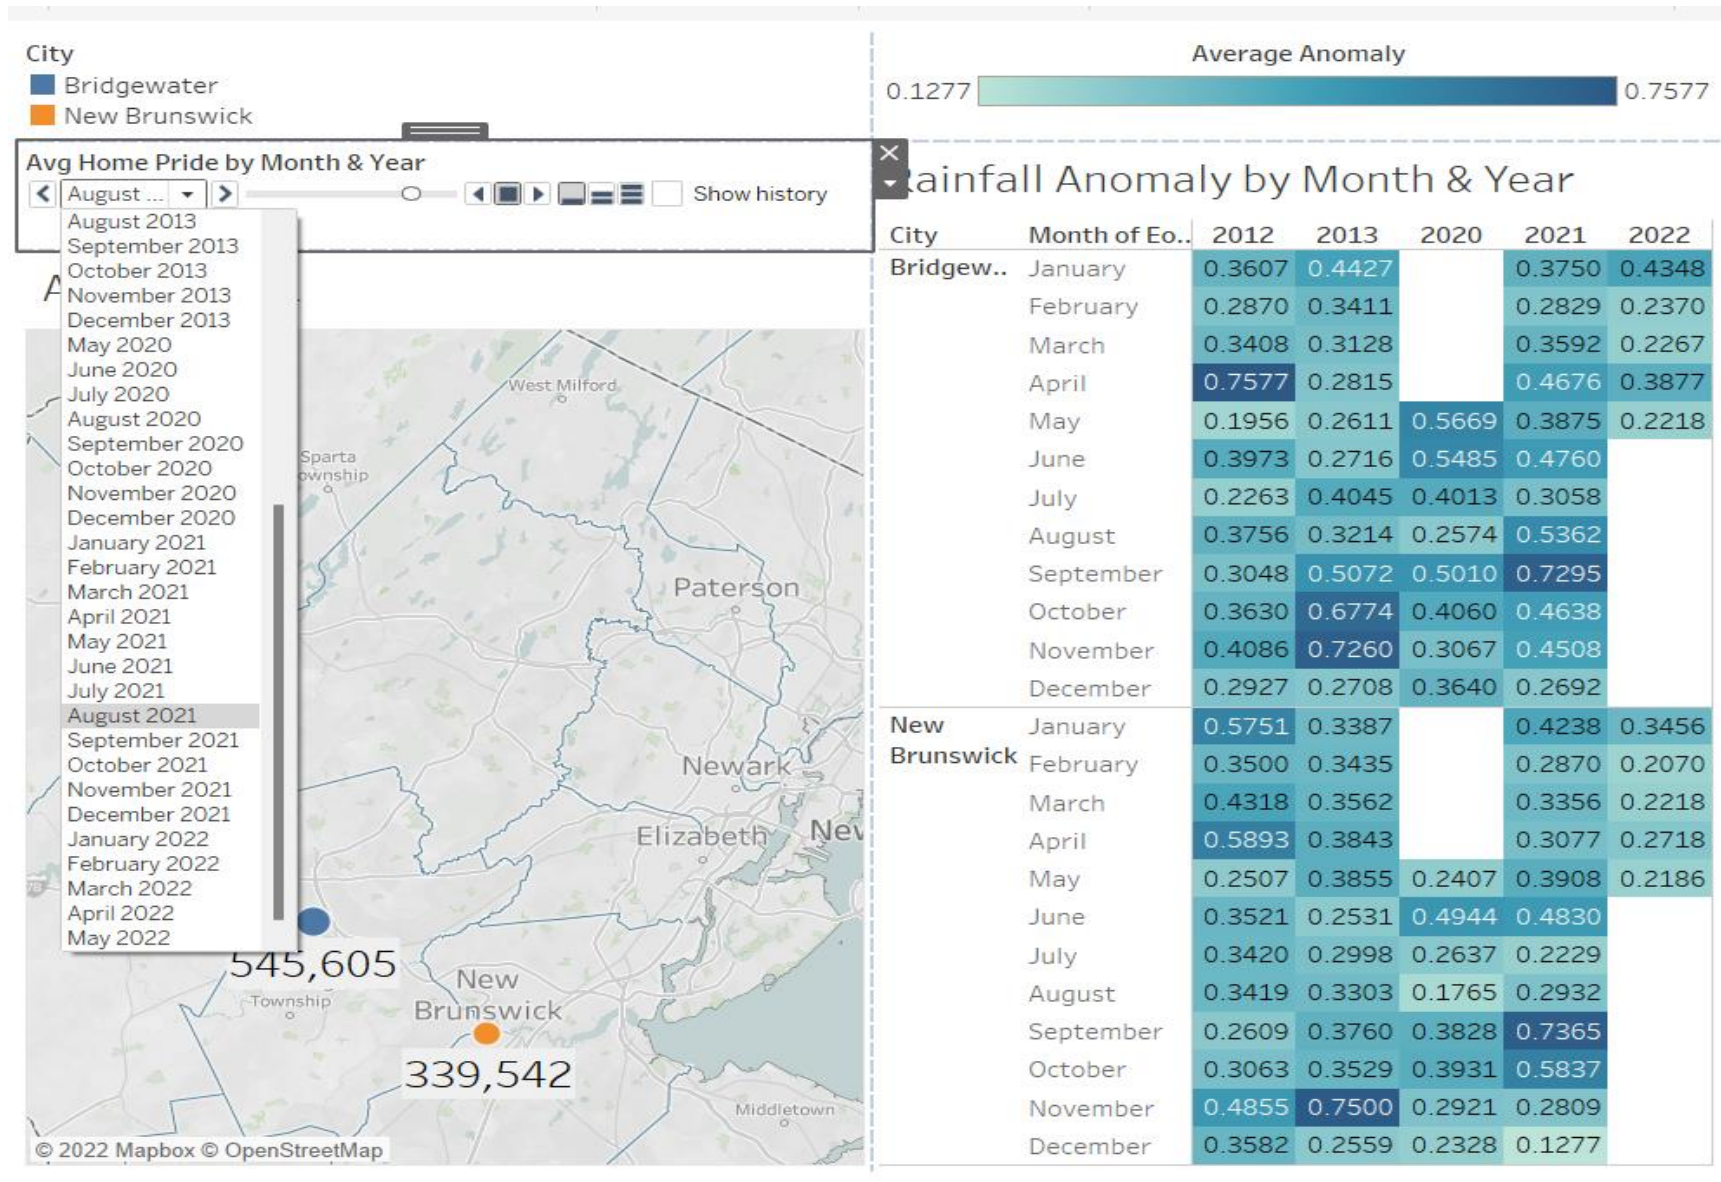 City
Bridgewater
New Brunswick
Avg Home Pride by Month & Year
August ...
Show history
August 2013
September 2013
October 2013
November 2013
December 2013
May 2020
June 2020
July 2020
August 2020
September 2020
October 2020
November 2020
December 2020
January 2021
February 2021
March 2021
April 2021
May 2021
June 2021
July 2021
August 2021
September 2021
October 2021
November 2021
December 2021
January 2022
February 2022
March 2022
April 2022
May 2022
West Milford
Sparta
Paterson
Newark
Elizabeth
545,605
Township
New
Brunswick
339,542
Middletown
© 2022 Mapbox © OpenStreetMap
Average Anomaly
0.1277 0.7577
Rainfall Anomaly by Month & Year
City Month of Eo.. 2012 2013 2020 2021 2022
Bridgew.. January 0.3607 0.4427 0.3750 0.4348
February 0.2870 0.3411 0.2829 0.2370
March 0.3408 0.3128 0.3592 0.2267
April 0.7577 0.2815 0.4676 0.3877
May 0.1956 0.2611 0.5669 0.3875 0.2218
June 0.3973 0.2716 0.5485 0.4760
July 0.2263 0.4045 0.4013 0.3058
August 0.3756 0.3214 0.2574 0.5362
September 0.3048 0.5072 0.5010 0.7295
October 0.3630 0.6774 0.4060 0.4638
November 0.4086 0.7260 0.3067 0.4508
December 0.2927 0.2708 0.3640 0.2692
New Brunswick January 0.5751 0.3387 0.4238 0.3456
February 0.3500 0.3435 0.2870 0.2070
March 0.4318 0.3562 0.3356 0.2218
April 0.5893 0.3843 0.3077 0.2718
May 0.2507 0.3855 0.2407 0.3908 0.2186
June 0.3521 0.2531 0.4944 0.4830
July 0.3420 0.2998 0.2637 0.2229
August 0.3419 0.3303 0.1765 0.2932
September 0.2609 0.3760 0.3828 0.7365
October 0.3063 0.3529 0.3931 0.5837
November 0.4855 0.7500 0.2921 0.2809
December 0.3582 0.2559 0.2328 0.1277